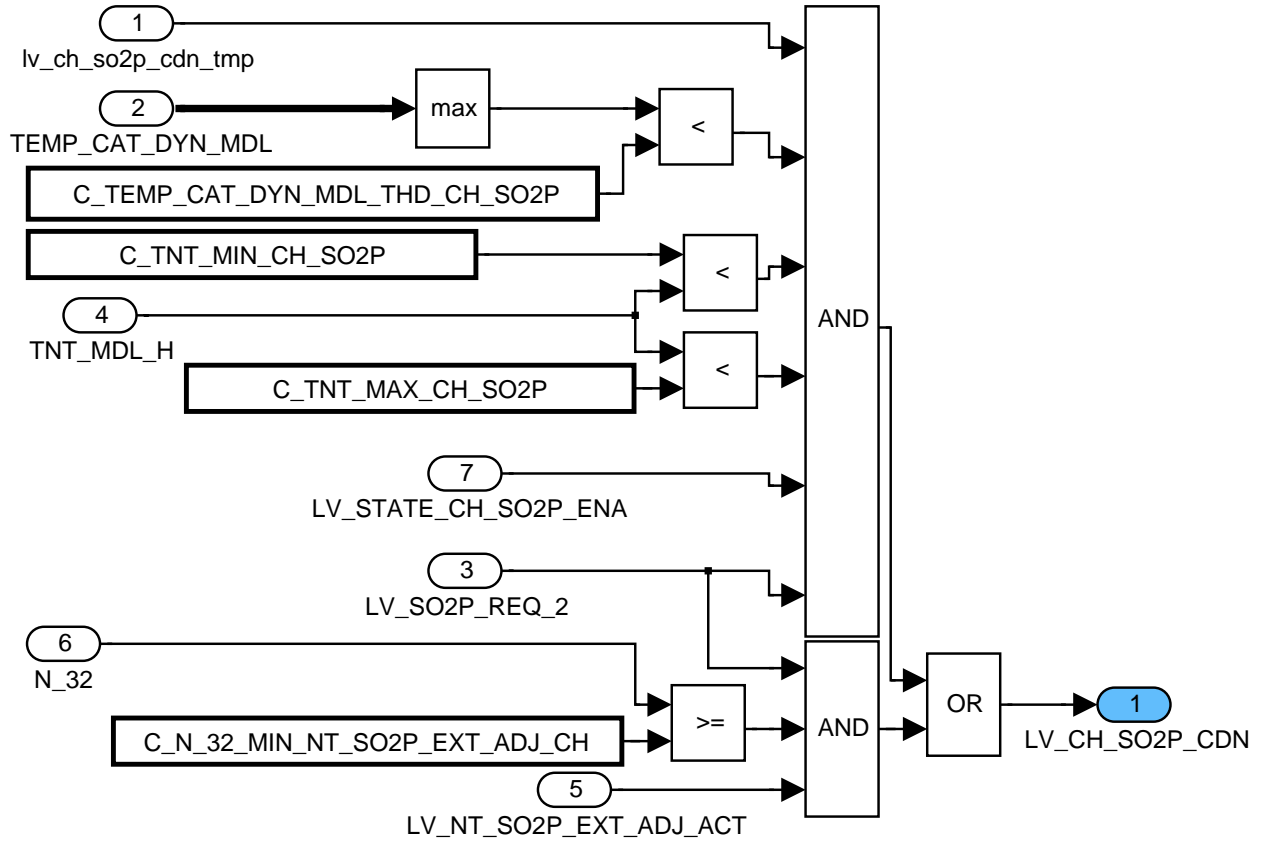 1
lv_ch_so2p_cdn_tmp
2
TEMP_CAT_DYN_MDL
max
<
C_TEMP_CAT_DYN_MDL_THD_CH_SO2P
C_TNT_MIN_CH_SO2P
<
4
TNT_MDL_H
AND
<
C_TNT_MAX_CH_SO2P
7
LV_STATE_CH_SO2P_ENA
3
LV_SO2P_REQ_2
6
N_32
>=
C_N_32_MIN_NT_SO2P_EXT_ADJ_CH
AND
OR
1
LV_CH_SO2P_CDN
5
LV_NT_SO2P_EXT_ADJ_ACT